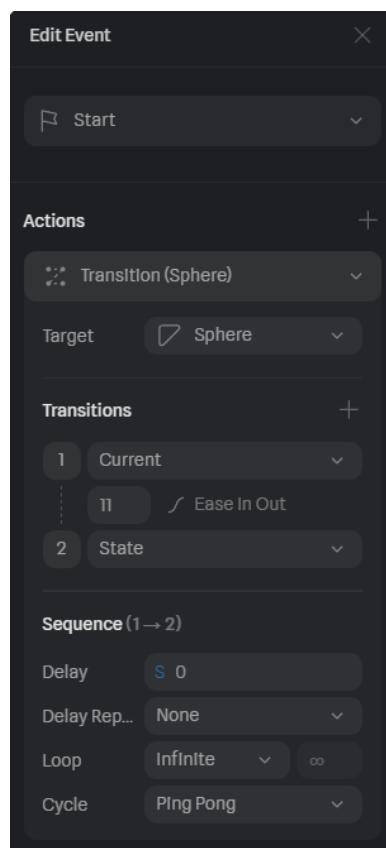 Edit Event
Start
Actions
Transition (Sphere)
Target Sphere
Transitions
1 Current
11 Ease In Out
2 State
Sequence (1 → 2)
Delay S 0
Delay Rep... None
Loop Infinite ∞
Cycle Ping Pong